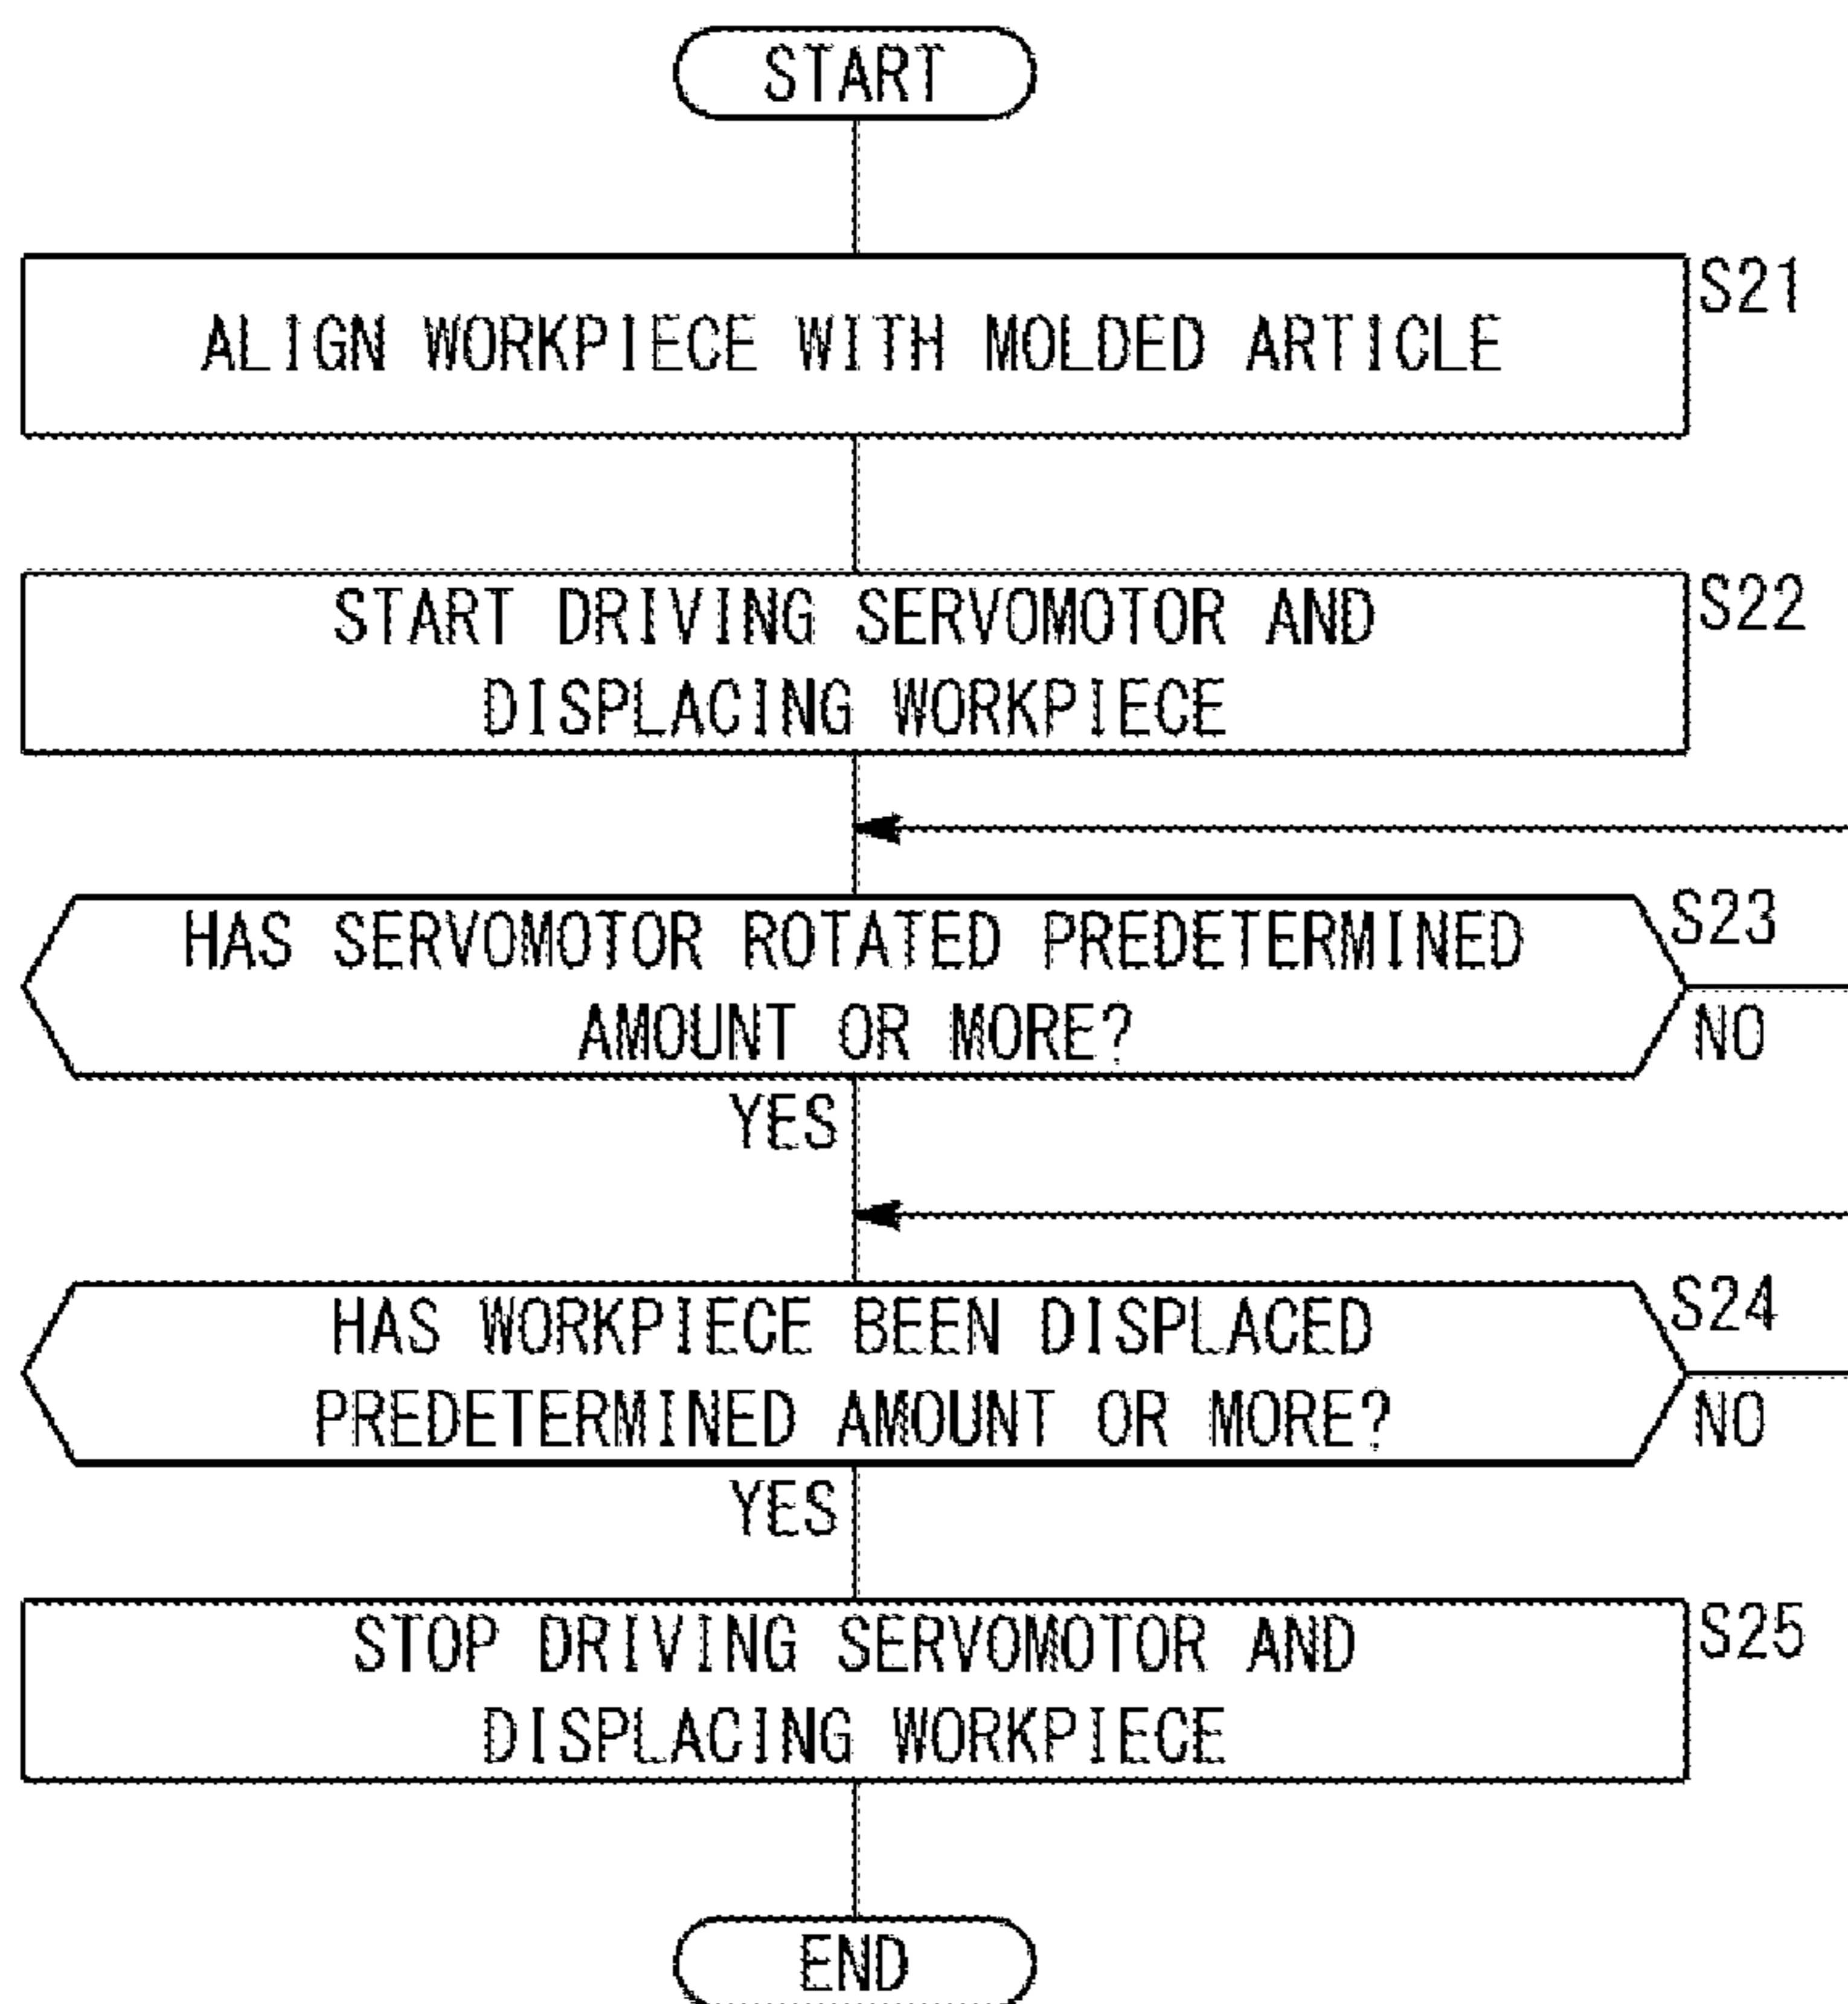 START
S21
ALIGN WORKPIECE WITH MOLDED ARTICLE
S22
START DRIVING SERVOMOTOR AND
DISPLACING WORKPIECE
S23
HAS SERVOMOTOR ROTATED PREDETERMINED
AMOUNT OR MORE?
NO
YES
S24
HAS WORKPIECE BEEN DISPLACED
PREDETERMINED AMOUNT OR MORE?
NO
YES
S25
STOP DRIVING SERVOMOTOR AND
DISPLACING WORKPIECE
END